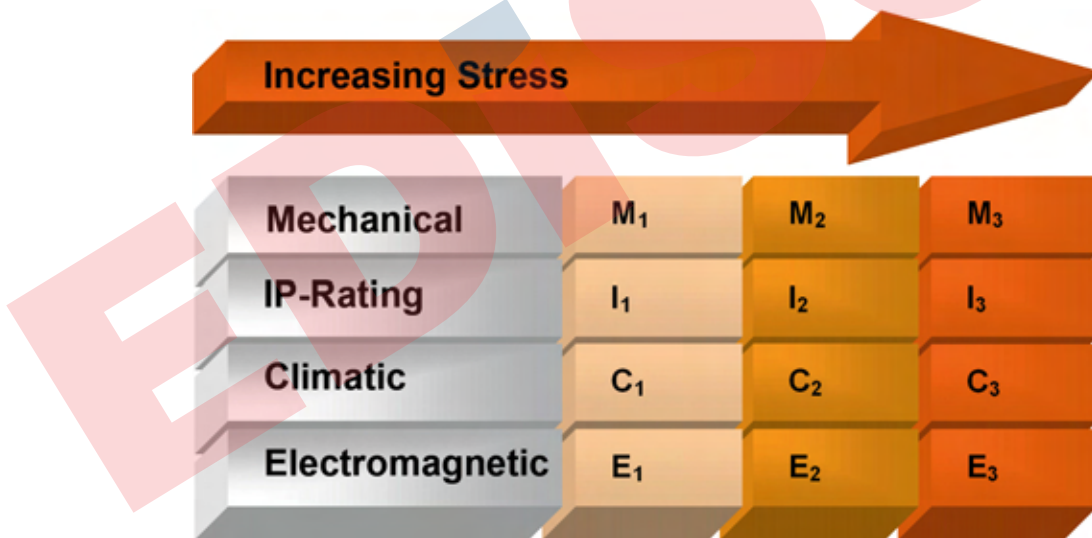 Increasing Stress
Mechanical M₁ M₂ M₃
IP-Rating I₁ I₂ I₃
Climatic C₁ C₂ C₃
Electromagnetic E₁ E₂ E₃